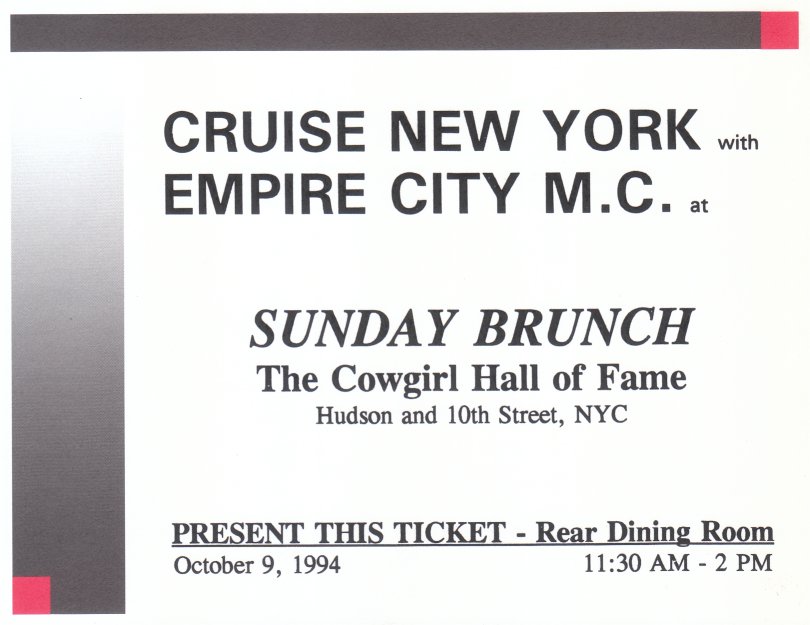 CRUISE NEW YORK with
EMPIRE CITY M.C. at
SUNDAY BRUNCH
The Cowgirl Hall of Fame
Hudson and 10th Street, NYC
PRESENT THIS TICKET - Rear Dining Room
October 9, 1994 11:30 AM - 2 PM